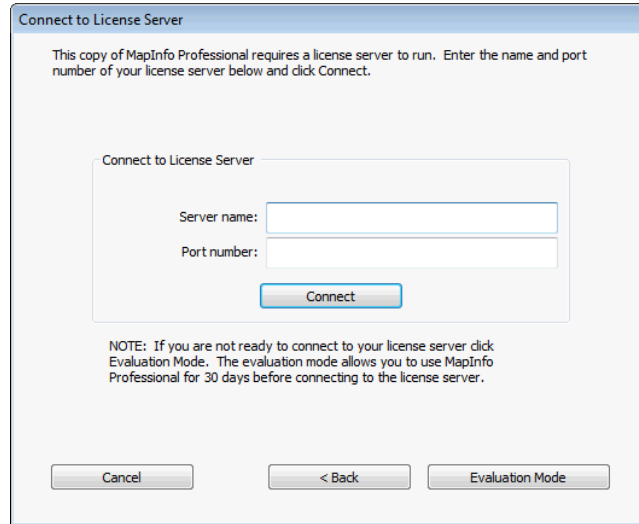 Connect to License Server
This copy of MapInfo Professional requires a license server to run.  Enter the name and port
number of your license server below and click Connect.
Connect to License Server
Server name:
Port number:
Connect
NOTE:  If you are not ready to connect to your license server click
Evaluation Mode.  The evaluation mode allows you to use MapInfo
Professional for 30 days before connecting to the license server.
Cancel
< Back
Evaluation Mode